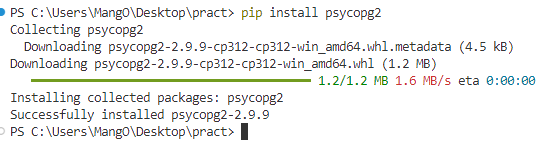 PS C:\Users\MangO\Desktop\pract> pip install psycopg2
Collecting psycopg2
  Downloading psycopg2-2.9.9-cp312-cp312-win_amd64.whl.metadata (4.5 kB)
Downloading psycopg2-2.9.9-cp312-cp312-win_amd64.whl (1.2 MB)
1.2/1.2 MB 1.6 MB/s eta 0:00:00
Installing collected packages: psycopg2
Successfully installed psycopg2-2.9.9
PS C:\Users\MangO\Desktop\pract>